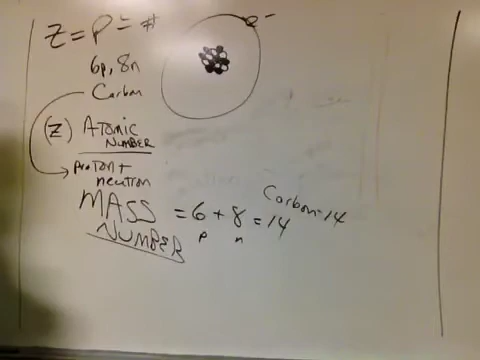 Z = P = #
e-
6p, 8n
Carbon
(Z) ATOMIC
NUMBER
PROTON +
neutron
MASS
NUMBER
= 6 + 8 = 14
p n
Carbon-14